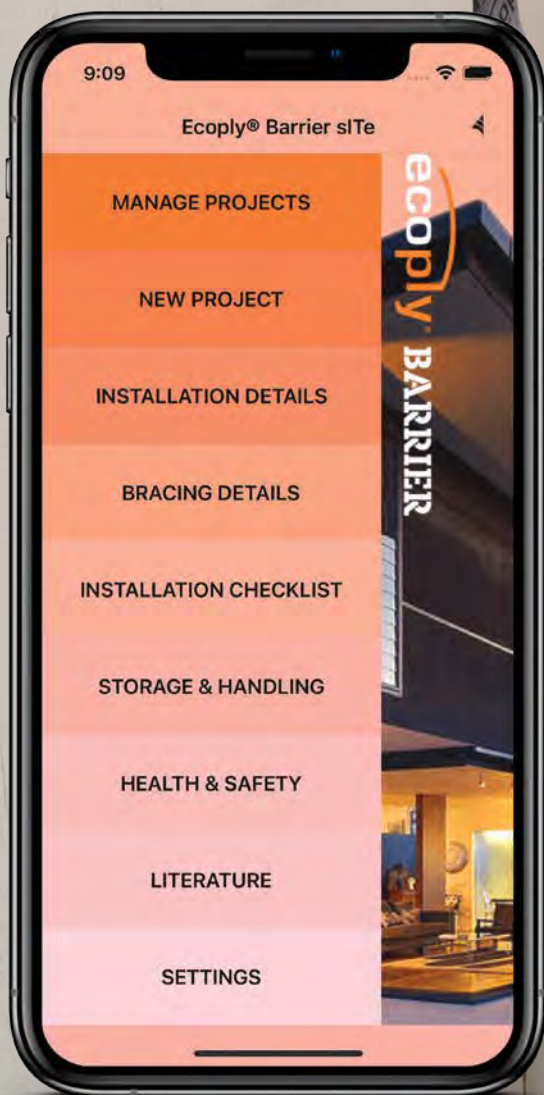 9:09
Ecoply® Barrier sITe
MANAGE PROJECTS
NEW PROJECT
INSTALLATION DETAILS
BRACING DETAILS
INSTALLATION CHECKLIST
STORAGE & HANDLING
HEALTH & SAFETY
LITERATURE
SETTINGS
ecoply® BARRIER